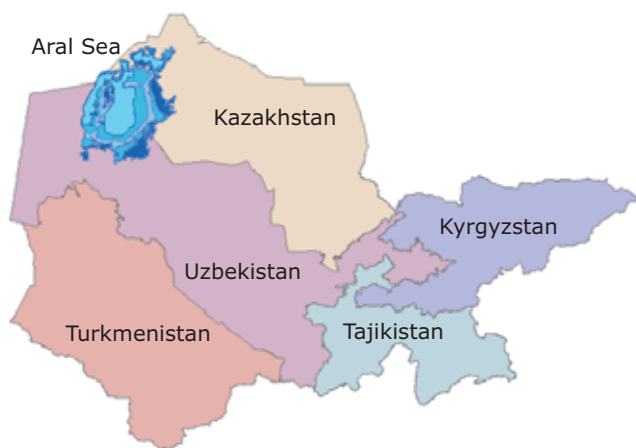 Aral Sea
Kazakhstan
Kyrgyzstan
Uzbekistan
Turkmenistan
Tajikistan